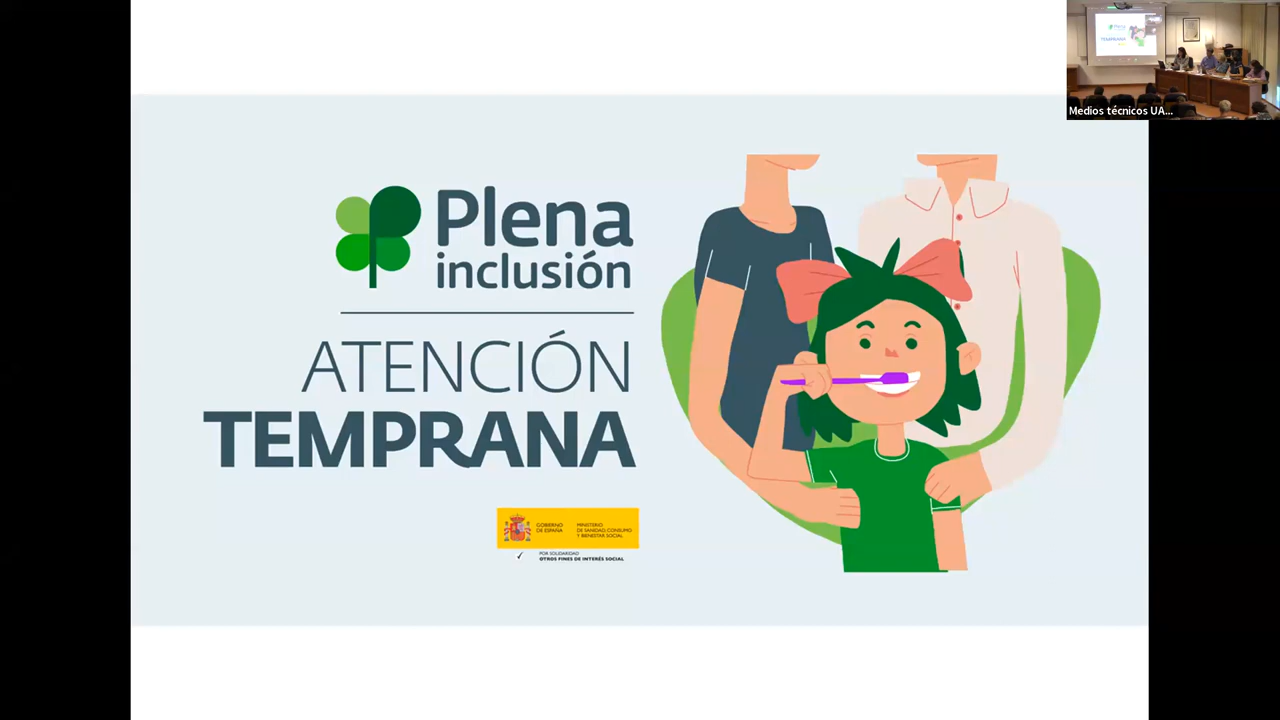 Medios técnicos UA...
Plena
inclusión
ATENCIÓN
TEMPRANA
GOBIERNO
DE ESPAÑA
MINISTERIO
DE SANIDAD, CONSUMO
Y BIENESTAR SOCIAL
POR SOLIDARIDAD
OTROS FINES DE INTERÉS SOCIAL